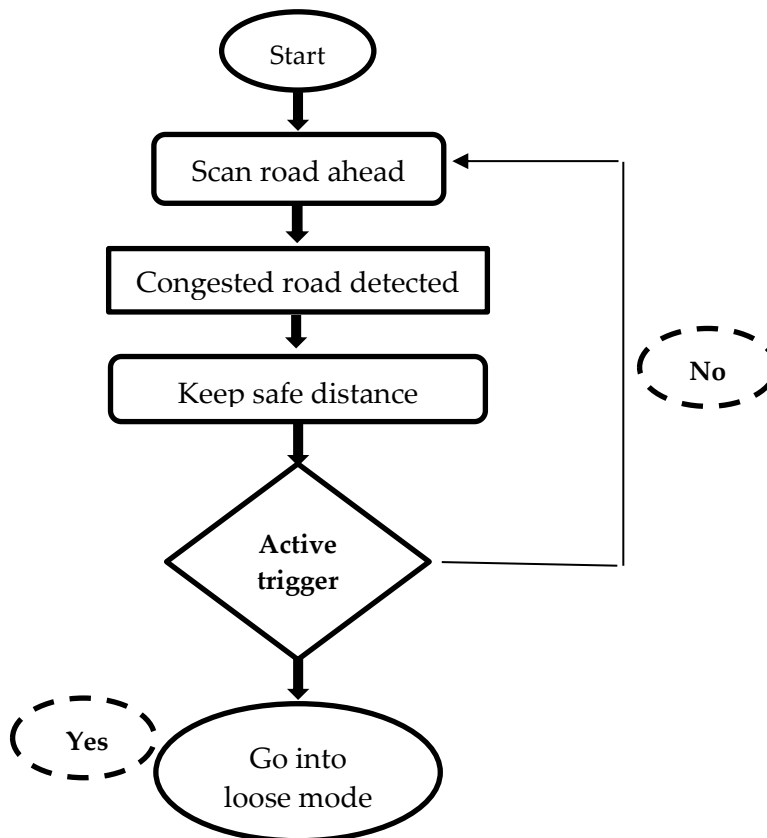 Start
Scan road ahead
Congested road detected
Keep safe distance
No
Active
trigger
Yes
Go into
loose mode